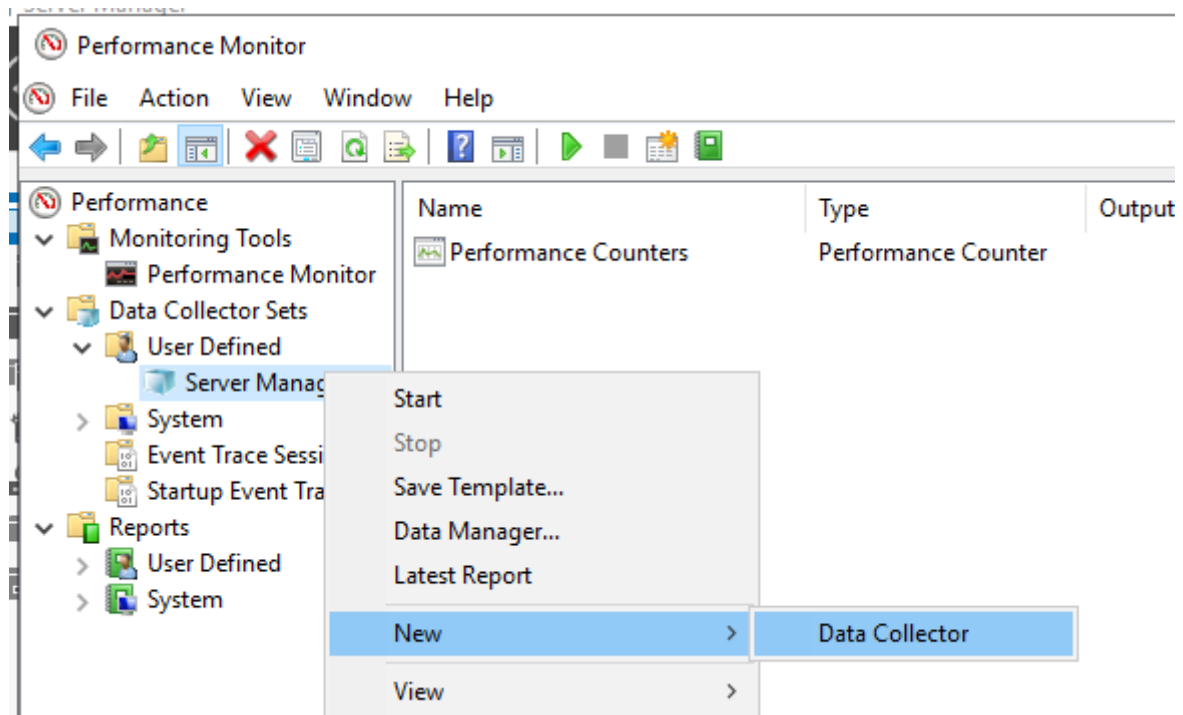 Server Manager
Performance Monitor
File Action View Window Help
Performance
Monitoring Tools
Performance Monitor
Data Collector Sets
User Defined
Server Manag
System
Event Trace Sessi
Startup Event Tra
Reports
User Defined
System
Name Type Output
Performance Counters Performance Counter
Start
Stop
Save Template...
Data Manager...
Latest Report
New
Data Collector
View